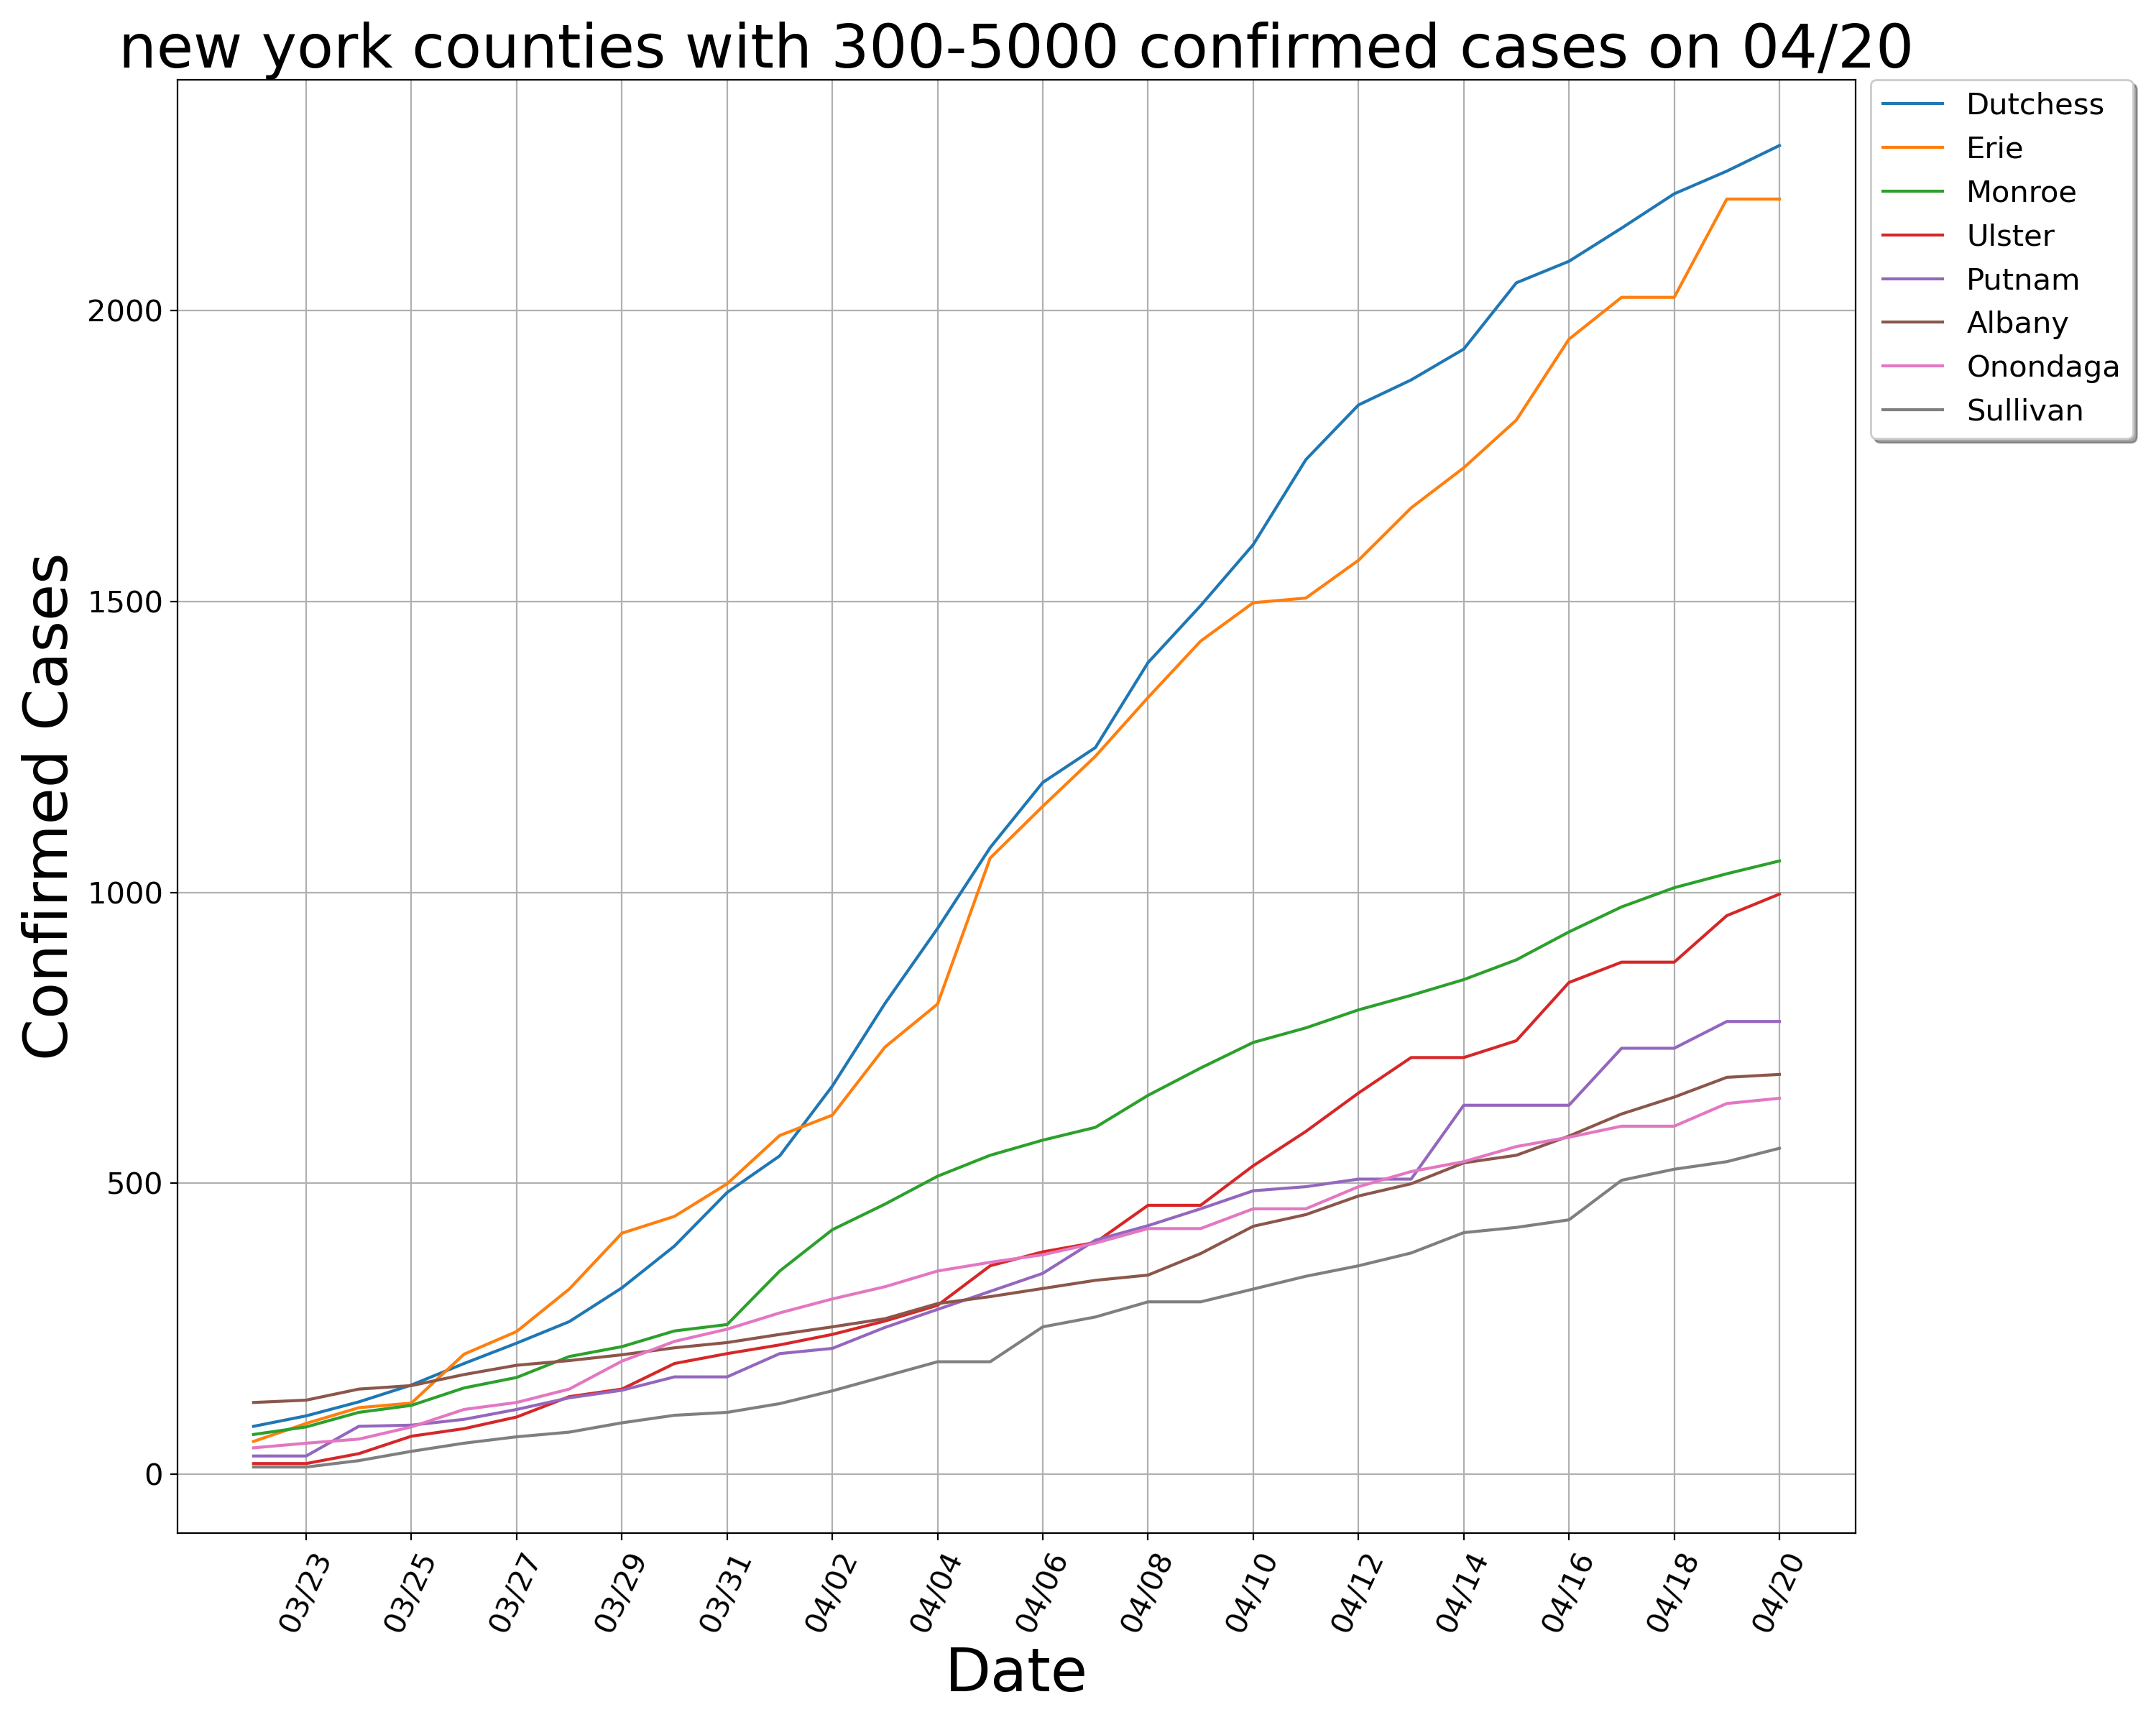 new york counties with 300-5000 confirmed cases on 04/20
Dutchess
Erie
Monroe
Ulster
Putnam
Albany
Onondaga
Sullivan
Confirmed Cases
2000
1500
1000
500
0
03/23
03/25
03/27
03/29
03/31
04/02
04/04
04/06
04/08
04/10
04/12
04/14
04/16
04/18
04/20
Date